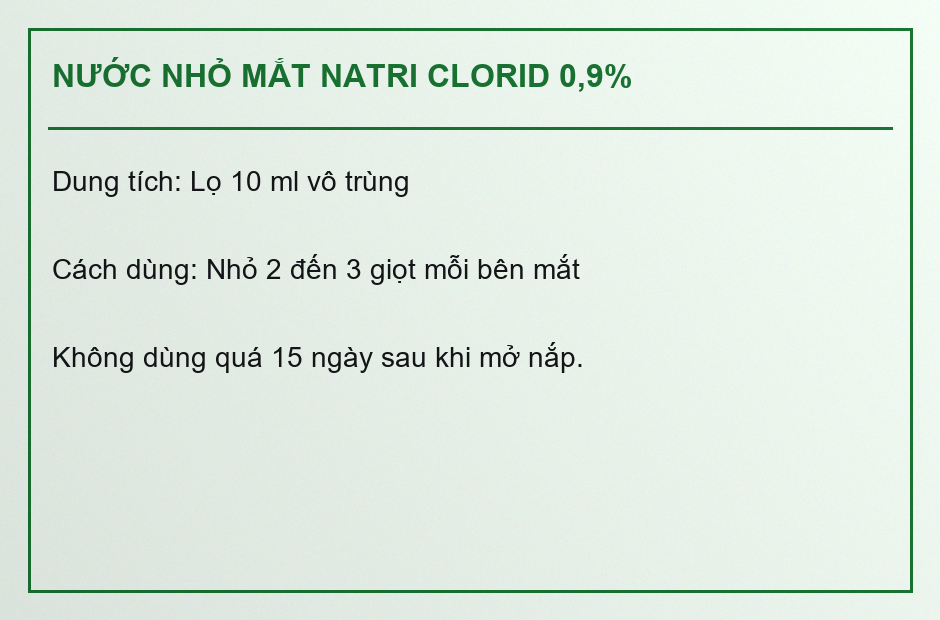 NƯỚC NHỎ MẮT NATRI CLORID 0,9%
Dung tích: Lọ 10 ml vô trùng
Cách dùng: Nhỏ 2 đến 3 giọt mỗi bên mắt
Không dùng quá 15 ngày sau khi mở nắp.